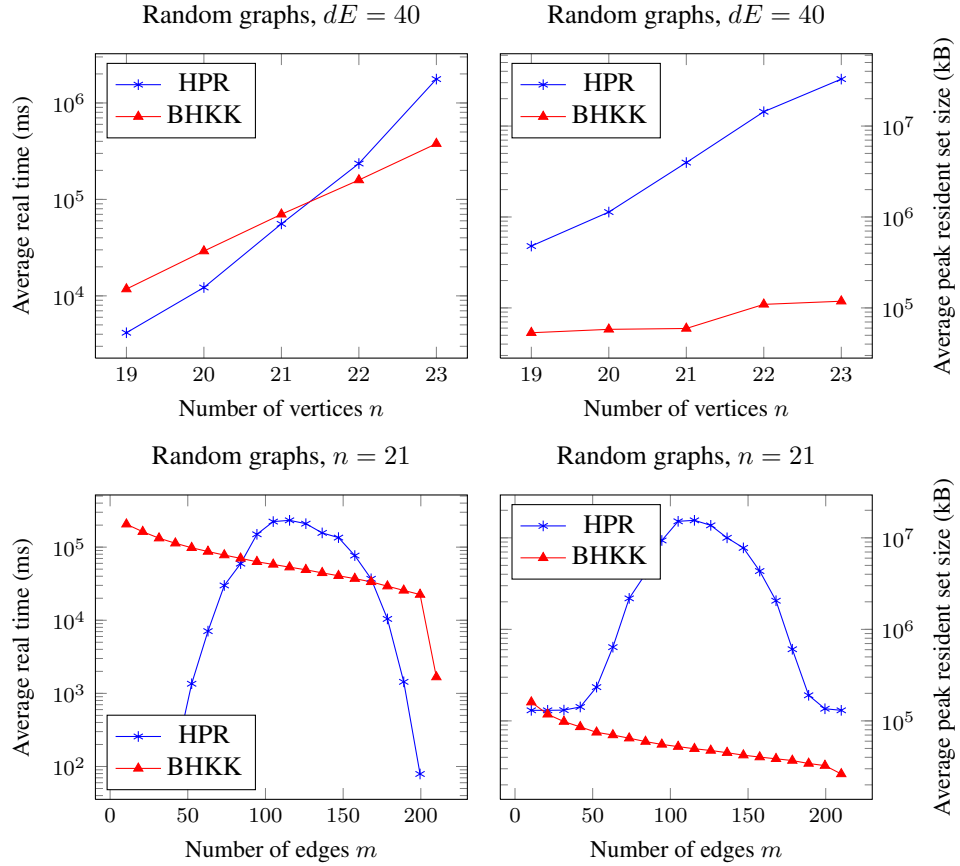 Random graphs, dE = 40
Average real time (ms)
10^6
10^5
10^4
HPR
BHKK
19 20 21 22 23
Number of vertices n
Random graphs, dE = 40
HPR
BHKK
10^7
10^6
10^5
Average peak resident set size (kB)
19 20 21 22 23
Number of vertices n
Random graphs, n = 21
Average real time (ms)
10^5
10^4
10^3
10^2
HPR
BHKK
0 50 100 150 200
Number of edges m
Random graphs, n = 21
HPR
BHKK
10^7
10^6
10^5
Average peak resident set size (kB)
0 50 100 150 200
Number of edges m